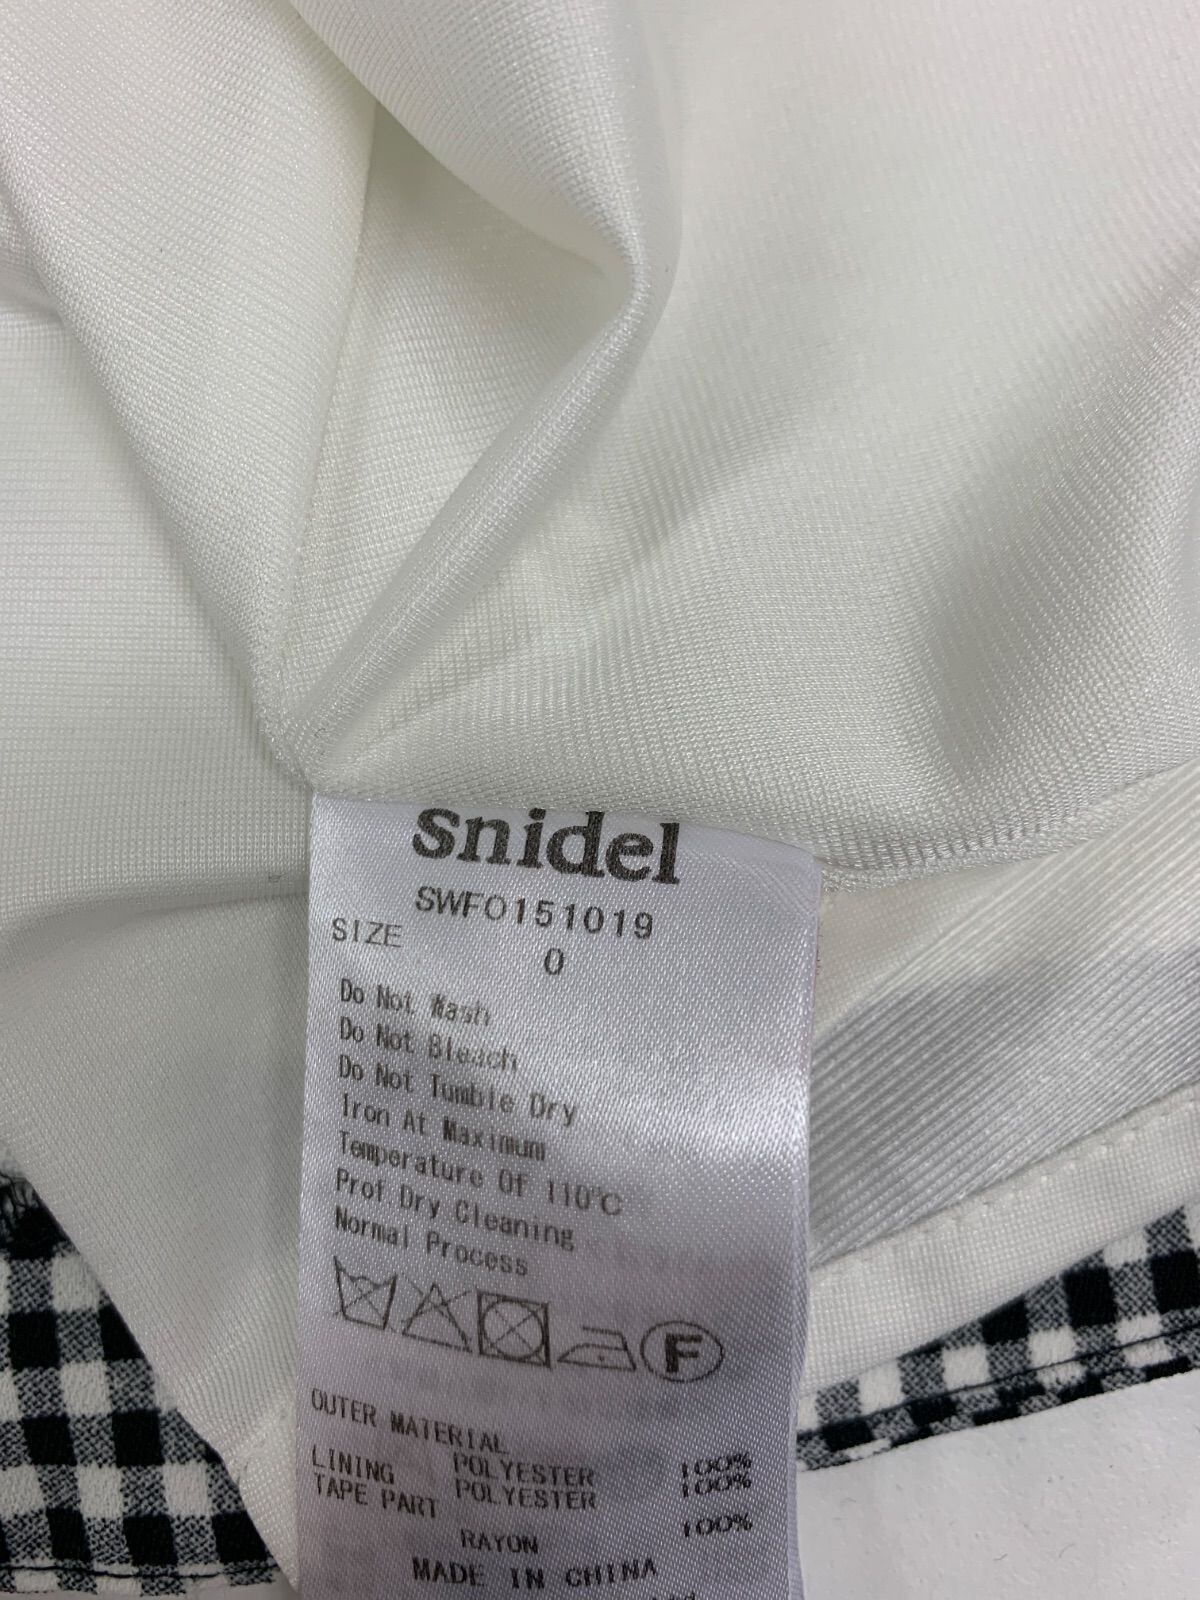 snidel
SWFO151019
SIZE
0
Do Not Wash
Do Not Bleach
Do Not Tumble Dry
Iron At Maximum
Temperature Of 110℃
Prof Dry Cleaning
Normal Process
F
OUTER MATERIAL
POLYESTER 100%
LINING
POLYESTER 100%
TAPE PART
RAYON 100%
MADE IN CHINA